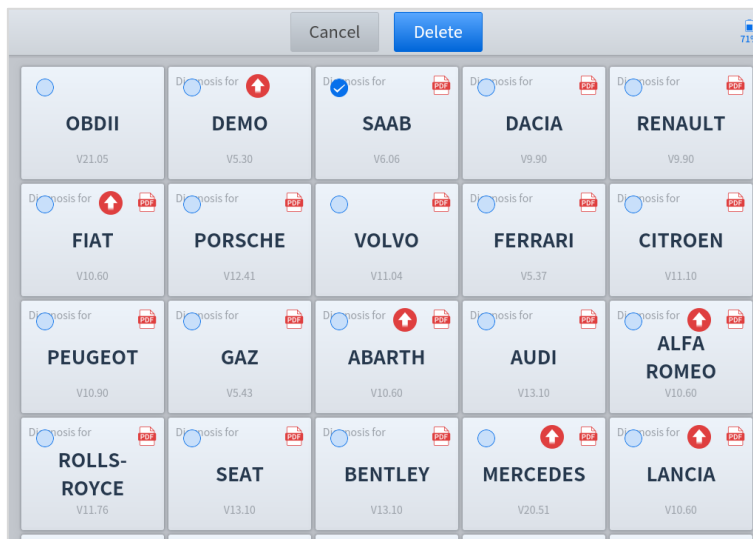 Cancel
Delete
71%
OBDII
V21.05
Diagnosis for
DEMO
V5.30
Diagnosis for
PDF
SAAB
V6.06
Diagnosis for
PDF
DACIA
V9.90
Diagnosis for
PDF
RENAULT
V9.90
Diagnosis for
PDF
FIAT
V10.60
Diagnosis for
PDF
PORSCHE
V12.41
Diagnosis for
PDF
VOLVO
V11.04
Diagnosis for
PDF
FERRARI
V5.37
Diagnosis for
PDF
CITROEN
V11.10
Diagnosis for
PDF
PEUGEOT
V10.90
Diagnosis for
PDF
GAZ
V5.43
Diagnosis for
PDF
ABARTH
V10.60
Diagnosis for
PDF
AUDI
V13.10
Diagnosis for
PDF
ALFA
ROMEO
V10.60
Diagnosis for
PDF
ROLLS-
ROYCE
V11.76
Diagnosis for
PDF
SEAT
V13.10
Diagnosis for
PDF
BENTLEY
V13.10
PDF
MERCEDES
V20.51
Diagnosis for
PDF
LANCIA
V10.60